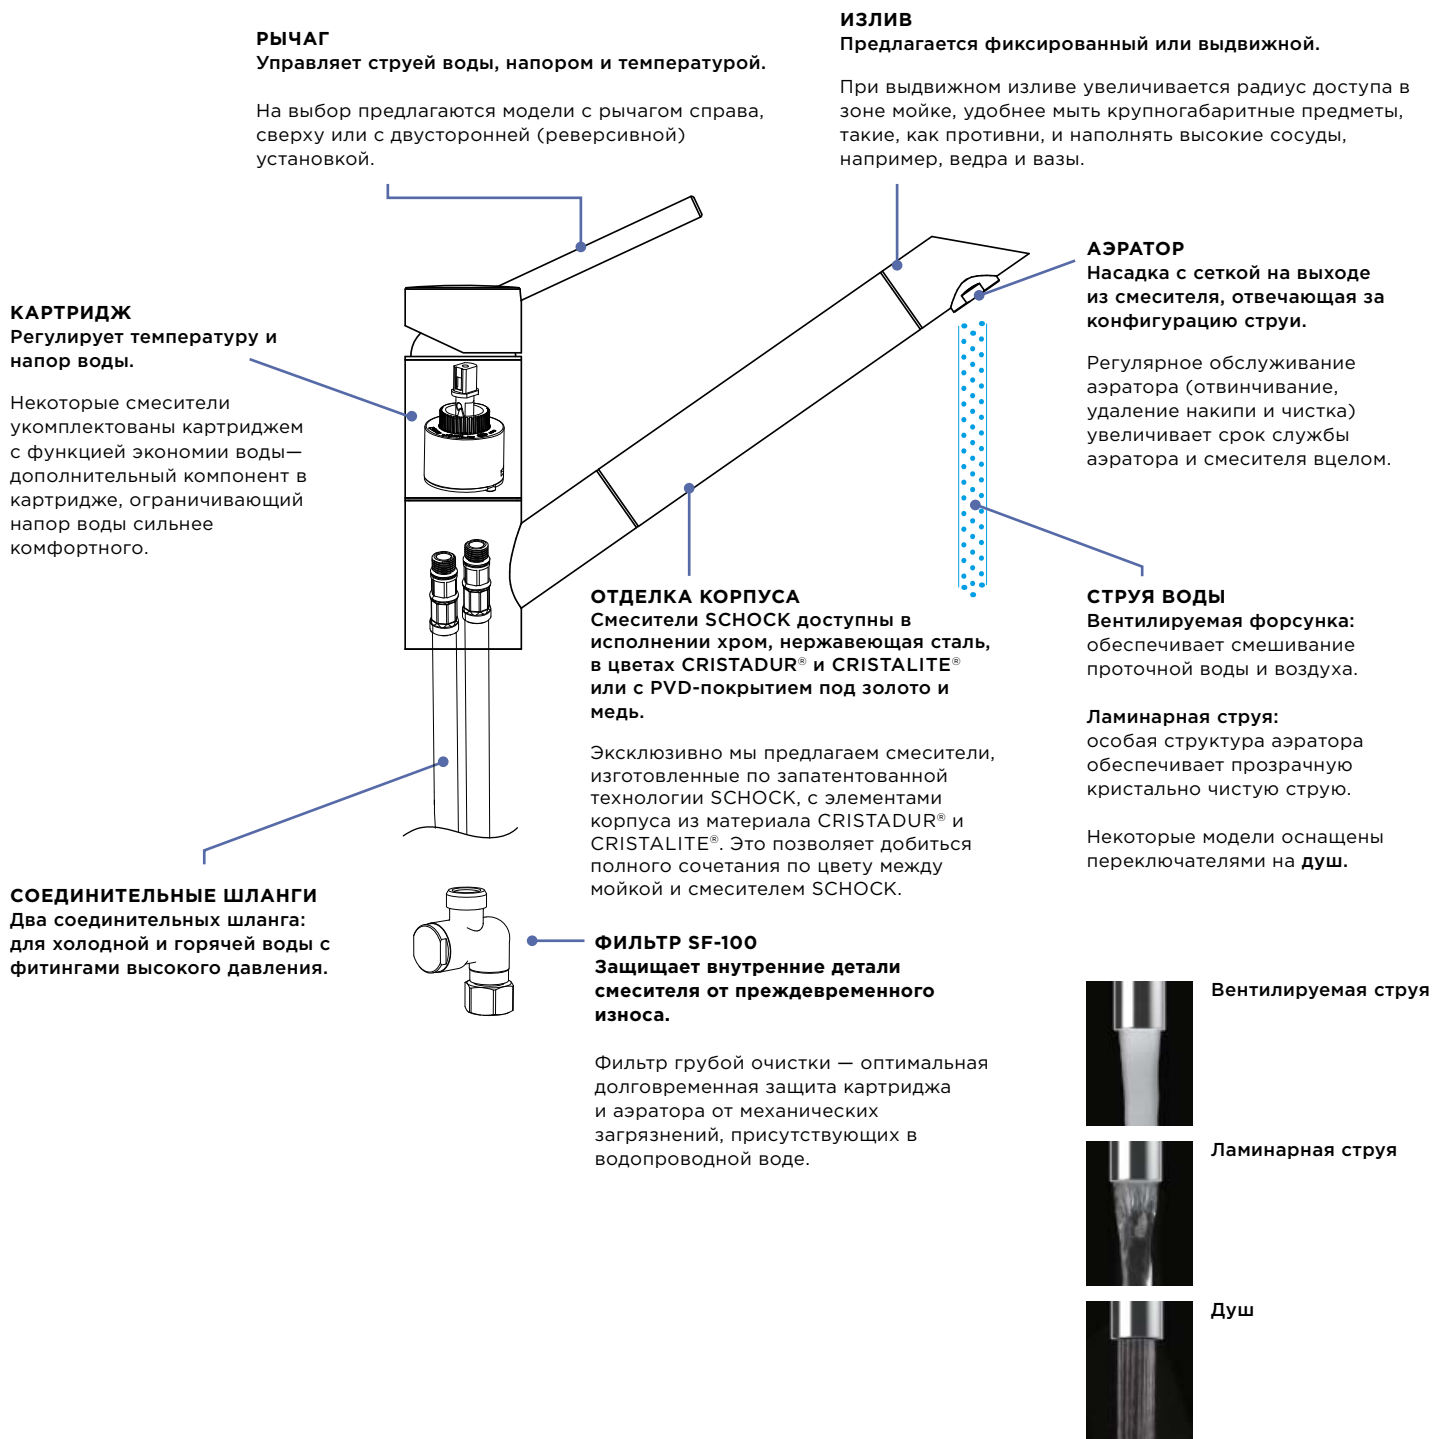 РЫЧАГ
Управляет струей воды, напором и температурой.
На выбор предлагаются модели с рычагом справа,
сверху или с двусторонней (реверсивной)
установкой.
ИЗЛИВ
Предлагается фиксированный или выдвижной.
При выдвижном изливе увеличивается радиус доступа в
зоне мойке, удобнее мыть крупногабаритные предметы,
такие, как противни, и наполнять высокие сосуды,
например, ведра и вазы.
АЭРАТОР
Насадка с сеткой на выходе
из смесителя, отвечающая за
конфигурацию струи.
Регулярное обслуживание
аэратора (отвинчивание,
удаление накипи и чистка)
увеличивает срок службы
аэратора и смесителя вцелом.
КАРТРИДЖ
Регулирует температуру и
напор воды.
Некоторые смесители
укомплектованы картриджем
с функцией экономии воды—
дополнительный компонент в
картридже, ограничивающий
напор воды сильнее
комфортного.
ОТДЕЛКА КОРПУСА
Смесители SCHOCK доступны в
исполнении хром, нержавеющая сталь,
в цветах CRISTADUR® и CRISTALITE®
или с PVD-покрытием под золото и
медь.
Эксклюзивно мы предлагаем смесители,
изготовленные по запатентованной
технологии SCHOCK, с элементами
корпуса из материала CRISTADUR® и
CRISTALITE®. Это позволяет добиться
полного сочетания по цвету между
мойкой и смесителем SCHOCK.
СТРУЯ ВОДЫ
Вентилируемая форсунка:
обеспечивает смешивание
проточной воды и воздуха.
Ламинарная струя:
особая структура аэратора
обеспечивает прозрачную
кристально чистую струю.
Некоторые модели оснащены
переключателями на душ.
СОЕДИНИТЕЛЬНЫЕ ШЛАНГИ
Два соединительных шланга:
для холодной и горячей воды с
фитингами высокого давления.
ФИЛЬТР SF-100
Защищает внутренние детали
смесителя от преждевременного
износа.
Фильтр грубой очистки — оптимальная
долговременная защита картриджа
и аэратора от механических
загрязнений, присутствующих в
водопроводной воде.
Вентилируемая струя
Ламинарная струя
Душ